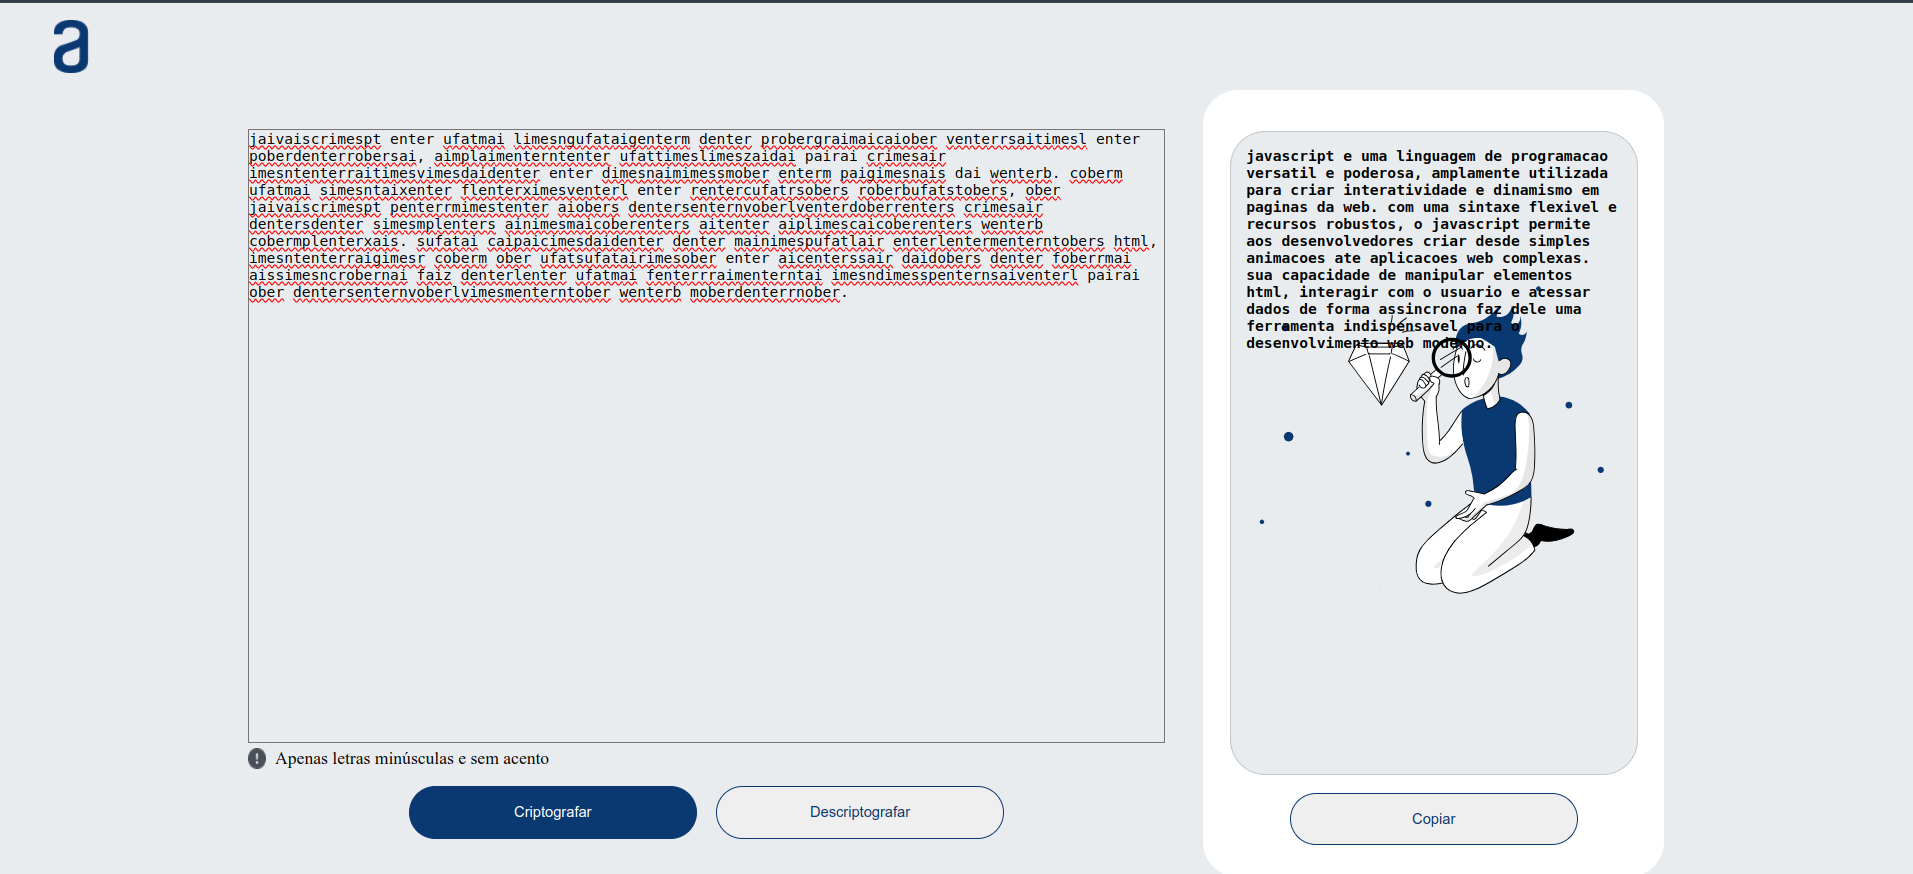 a
jaivaiscrimespt enter ufatmai limesngufataigenterm denter probergraimaicaiober venterrsaitimesl enter
poberdenterrobersai, aimplaimenterntenter ufattimeslimeszaidai pairai crimesair
imesntenterraitimesvimesdaidenter enter dimesnaimimessmober enterm paigimesnais dai wenterb. coberm
ufatmai simesntaixenter flenterximesventerl enter rentercufatrsobers roberbufatstobers, ober
jaivaiscrimespt penterrmimestenter aiobers dentersenternvoberlventerdoberrenters crimesair
dentersdenter simesmplenters ainimesmaicoberenters aitenter aiplimescaicoberenters wenterb
cobermplenterxais. sufatai caipaicimesdaidenter denter mainimespufatlair enterlentermenterntobers html,
imesntenterraigimesr coberm ober ufatsufatairimesober enter aicenterssair daidobers denter foberrmai
aissimesncrobernai faiz denterlenter ufatmai fenterrraimenterntai imesndimesspenternsaiventerl pairai
ober dentersenternvoberlvimesmenterntober wenterb moberdenterrnober.
Apenas letras minúsculas e sem acento
Criptografar
Descriptografar
javascript e uma linguagem de programacao
versatil e poderosa, amplamente utilizada
para criar interatividade e dinamismo em
paginas da web. com uma sintaxe flexivel e
recursos robustos, o javascript permite
aos desenvolvedores criar desde simples
animacoes ate aplicacoes web complexas.
sua capacidade de manipular elementos
html, interagir com o usuario e acessar
dados de forma assincrona faz dele uma
ferramenta indispensavel para o
desenvolvimento web moderno.
Copiar